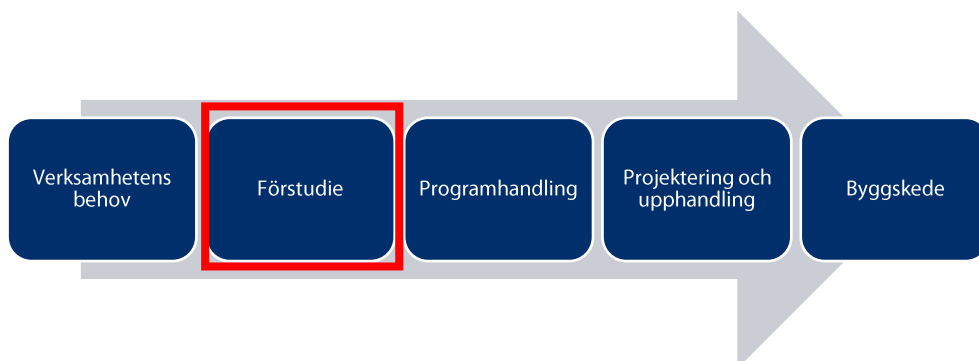 Verksamhetens
behov
Förstudie
Programhandling
Projektering och
upphandling
Byggskede